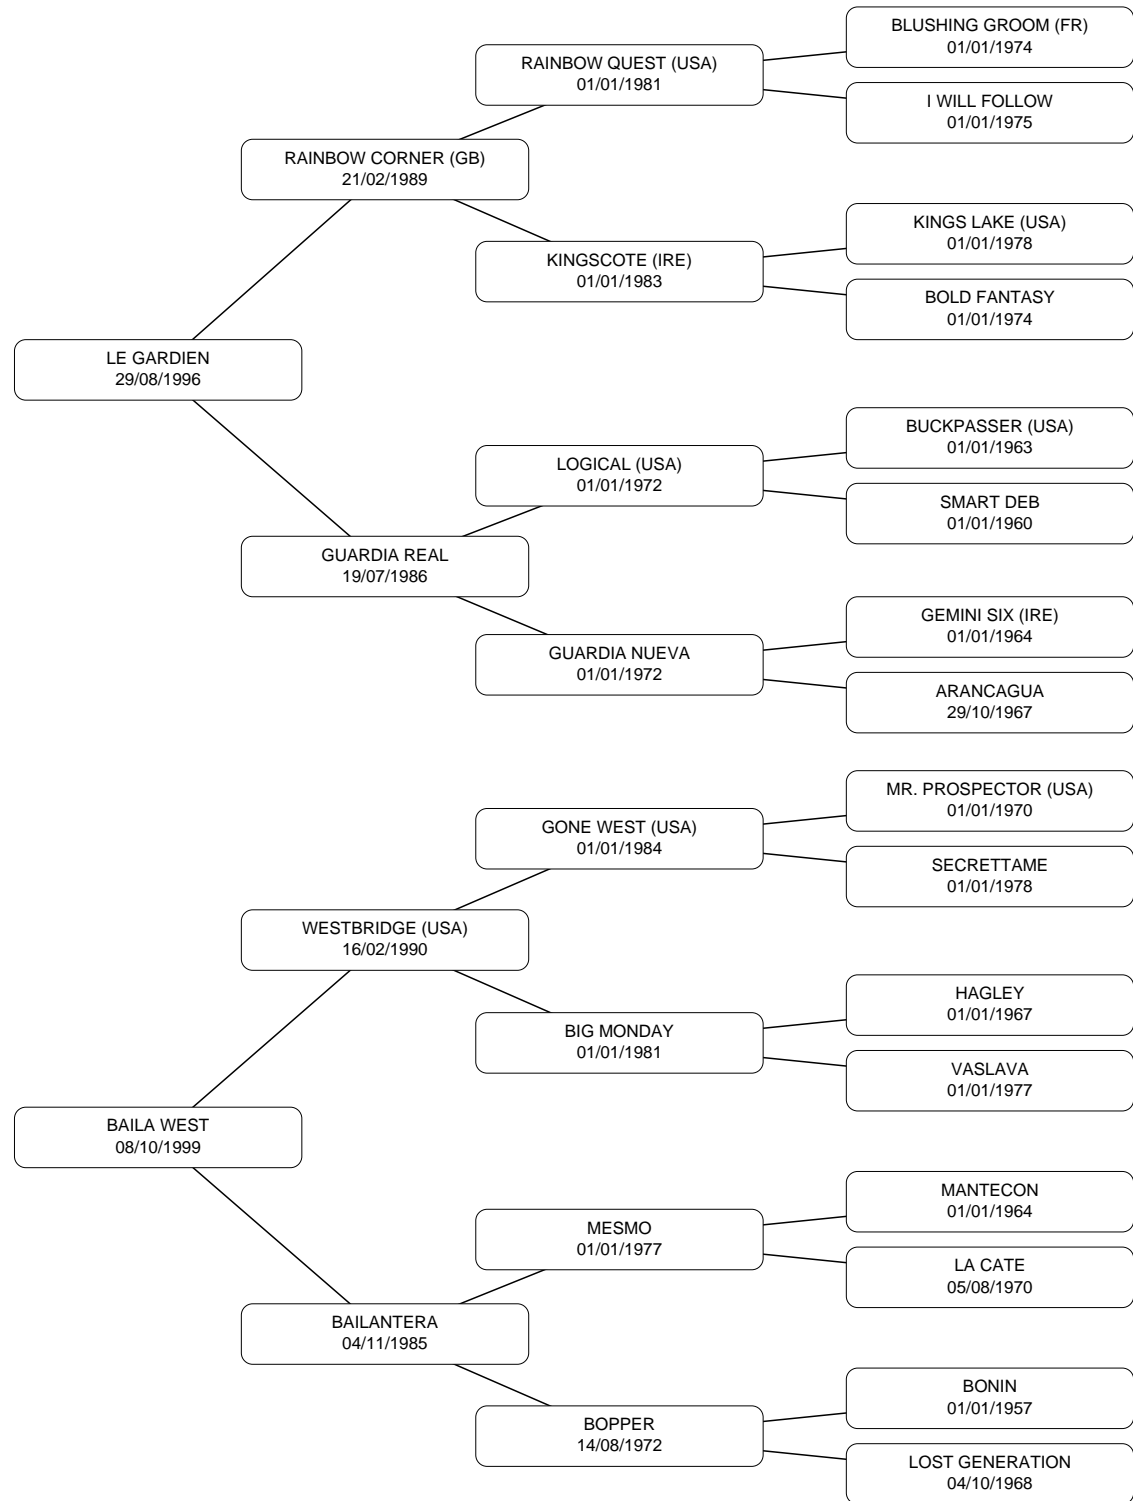 BLUSHING GROOM (FR)
01/01/1974
RAINBOW QUEST (USA)
01/01/1981
I WILL FOLLOW
01/01/1975
RAINBOW CORNER (GB)
21/02/1989
KINGS LAKE (USA)
01/01/1978
KINGSCOTE (IRE)
01/01/1983
BOLD FANTASY
01/01/1974
LE GARDIEN
29/08/1996
BUCKPASSER (USA)
01/01/1963
LOGICAL (USA)
01/01/1972
SMART DEB
01/01/1960
GUARDIA REAL
19/07/1986
GEMINI SIX (IRE)
01/01/1964
GUARDIA NUEVA
01/01/1972
ARANCAGUA
29/10/1967
MR. PROSPECTOR (USA)
01/01/1970
GONE WEST (USA)
01/01/1984
SECRETTAME
01/01/1978
WESTBRIDGE (USA)
16/02/1990
HAGLEY
01/01/1967
BIG MONDAY
01/01/1981
VASLAVA
01/01/1977
BAILA WEST
08/10/1999
MANTECON
01/01/1964
MESMO
01/01/1977
LA CATE
05/08/1970
BAILANTERA
04/11/1985
BONIN
01/01/1957
BOPPER
14/08/1972
LOST GENERATION
04/10/1968